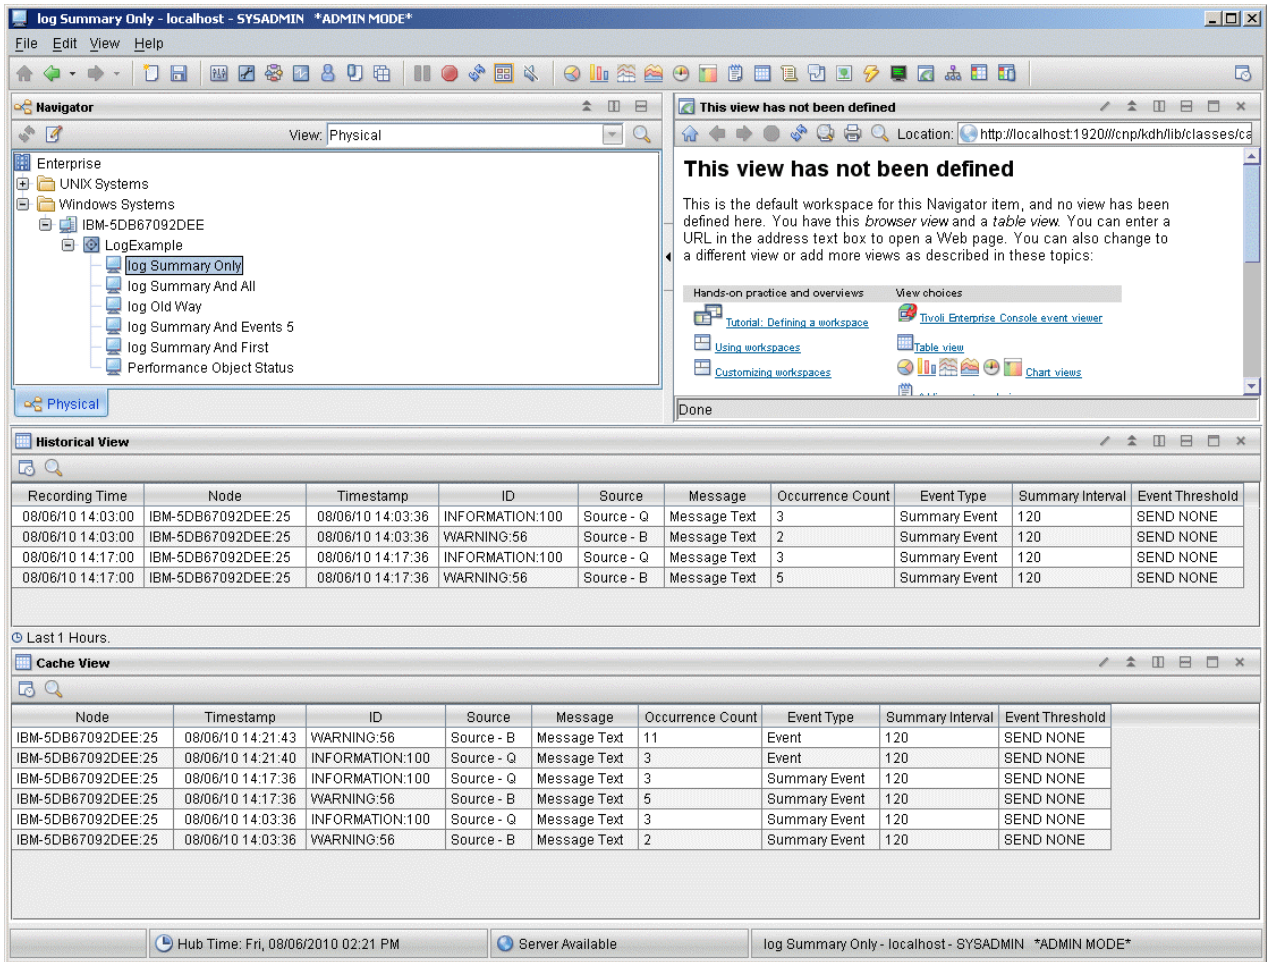 log Summary Only - localhost - SYSADMIN *ADMIN MODE*
File Edit View Help
Navigator
View: Physical
Enterprise
UNIX Systems
Windows Systems
IBM-5DB67092DEE
LogExample
log Summary Only
log Summary And All
log Old Way
log Summary And Events 5
log Summary And First
Performance Object Status
Physical
This view has not been defined
Location: http://localhost:1920///cnp/kdh/lib/classes/ca
This view has not been defined
This is the default workspace for this Navigator item, and no view has been
defined here. You have this browser view and a table view. You can enter a
URL in the address text box to open a Web page. You can also change to
a different view or add more views as described in these topics:
Hands-on practice and overviews View choices
Tutorial: Defining a workspace Tivoli Enterprise Console event viewer
Using workspaces Table view
Customizing workspaces Chart views
Done
Historical View
Recording Time Node Timestamp ID Source Message Occurrence Count Event Type Summary Interval Event Threshold
08/06/10 14:03:00 IBM-5DB67092DEE:25 08/06/10 14:03:36 INFORMATION:100 Source - Q Message Text 3 Summary Event 120 SEND NONE
08/06/10 14:03:00 IBM-5DB67092DEE:25 08/06/10 14:03:36 WARNING:56 Source - B Message Text 2 Summary Event 120 SEND NONE
08/06/10 14:17:00 IBM-5DB67092DEE:25 08/06/10 14:17:36 INFORMATION:100 Source - Q Message Text 3 Summary Event 120 SEND NONE
08/06/10 14:17:00 IBM-5DB67092DEE:25 08/06/10 14:17:36 WARNING:56 Source - B Message Text 5 Summary Event 120 SEND NONE
Last 1 Hours.
Cache View
Node Timestamp ID Source Message Occurrence Count Event Type Summary Interval Event Threshold
IBM-5DB67092DEE:25 08/06/10 14:21:43 WARNING:56 Source - B Message Text 11 Event 120 SEND NONE
IBM-5DB67092DEE:25 08/06/10 14:21:40 INFORMATION:100 Source - Q Message Text 3 Event 120 SEND NONE
IBM-5DB67092DEE:25 08/06/10 14:17:36 INFORMATION:100 Source - Q Message Text 3 Summary Event 120 SEND NONE
IBM-5DB67092DEE:25 08/06/10 14:17:36 WARNING:56 Source - B Message Text 5 Summary Event 120 SEND NONE
IBM-5DB67092DEE:25 08/06/10 14:03:36 INFORMATION:100 Source - Q Message Text 3 Summary Event 120 SEND NONE
IBM-5DB67092DEE:25 08/06/10 14:03:36 WARNING:56 Source - B Message Text 2 Summary Event 120 SEND NONE
Hub Time: Fri, 08/06/2010 02:21 PM Server Available log Summary Only - localhost - SYSADMIN *ADMIN MODE*